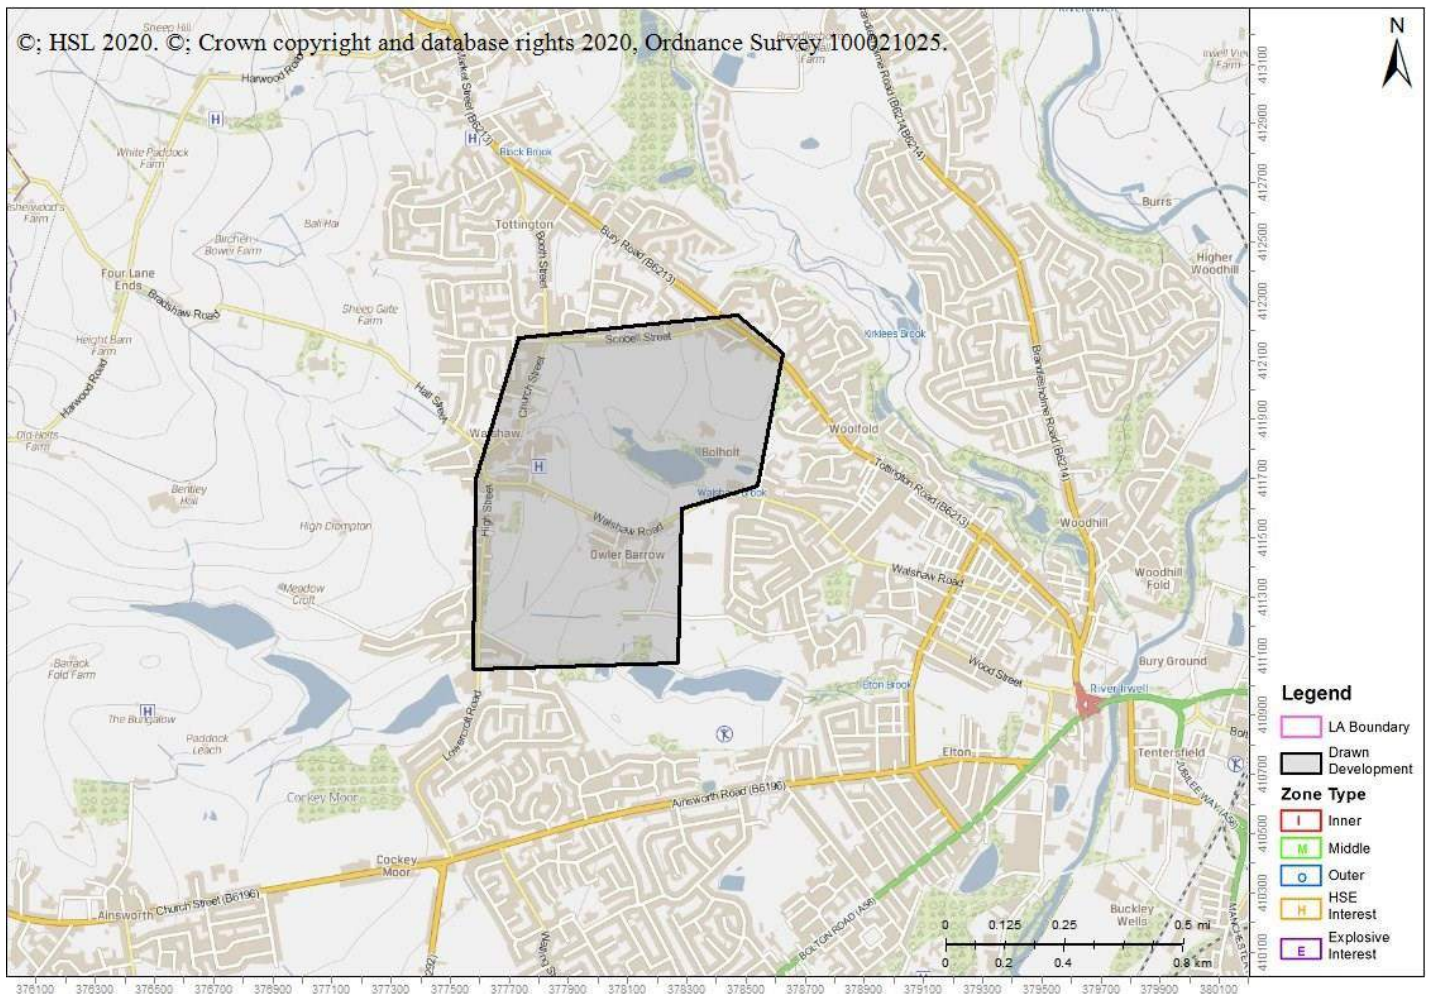 ©; HSL 2020. ©; Crown copyright and database rights 2020, Ordnance Survey 100021025.
N
Sheep Hill
Harwood Road
Market Street (B6213)
H
H
Black Brook
White Paddock
Farm
Tottington
Booth Street
Bury Road (B6213)
Bali-Hai
Birchen
Bower Farm
Four Lane
Ends
Bradshaw Road
Sheep Gate
Farm
Height Barn
Farm
Harwood Road
Hall Street
Farm
Bentley
Hall
High Crompton
Meadow
Croft
Barrack
Fold Farm
H
The Bungalow
Paddock
Leach
Cockey Moor
Cockey
Moor
Ainsworth
Church Street (B6196)
Lowercroft Road
Ainsworth Road (B6196)
Church Street
Walshaw
H
High Street
Walshaw Road
Owler Barrow
Bolholt
Woolfold
Kirklees Brook
Tottington Road (B6213)
Walshaw Road
Brandlesholme Road (B6214)
(B6214)
Burrs
Higher
Woodhill
Woodhill
Woodhill
Fold
Wood Street
Elton Brook
Elton
Bury Ground
River Irwell
Tentersfield
JUBILEE WAY (A58)
BOLTON ROAD (A58)
Buckley
Wells
0 0.125 0.25 0.5 mi
0 0.2 0.4 0.8 km
413100
412900
412700
412500
412300
412100
411900
411700
411500
411300
411100
410900
410700
410500
410300
410100
376100 376300 376500 376700 376900 377100 377300 377500 377700 377900 378100 378300 378500 378700 378900 379100 379300 379500 379700 379900 380100
Legend
LA Boundary
Drawn
Development
Zone Type
I Inner
M Middle
O Outer
H HSE
Interest
E Explosive
Interest